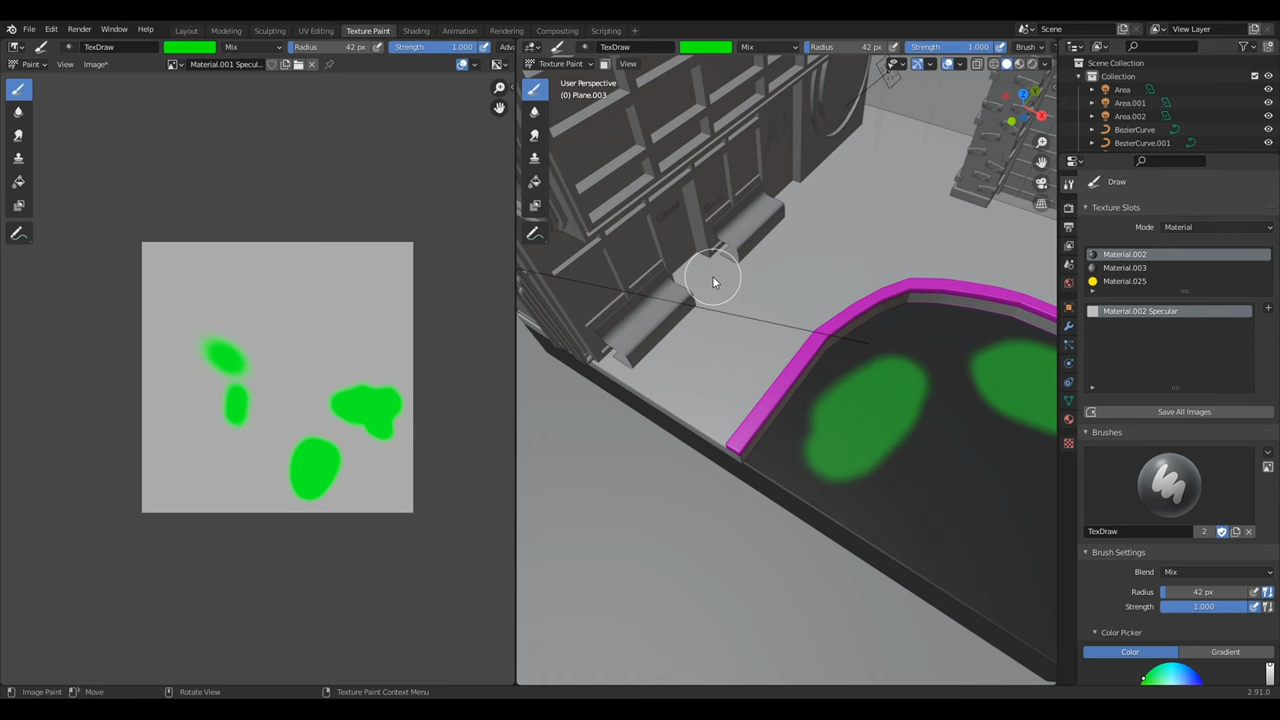 File Edit Render Window Help Layout Modeling Sculpting UV Editing Texture Paint Shading Animation Rendering Compositing Scripting Scene View Layer
TexDraw Mix Radius 42 px Strength 1.000 TexDraw Mix Radius 42 px Strength 1.000 Brush
Paint View Image* Material.001 Specul.. Texture Paint View
User Perspective
(0) Plane.003
Scene Collection
Collection
Area
Area.001
Area.002
BezierCurve
BezierCurve.001
Draw
Texture Slots
Mode Material
Material.002
Material.003
Material.025
Material.002 Specular
Save All Images
Brushes
TexDraw 2
Brush Settings
Blend Mix
Radius 42 px
Strength 1.000
Color Picker
Color Gradient
Image Paint Move Rotate View Texture Paint Context Menu 2.91.0